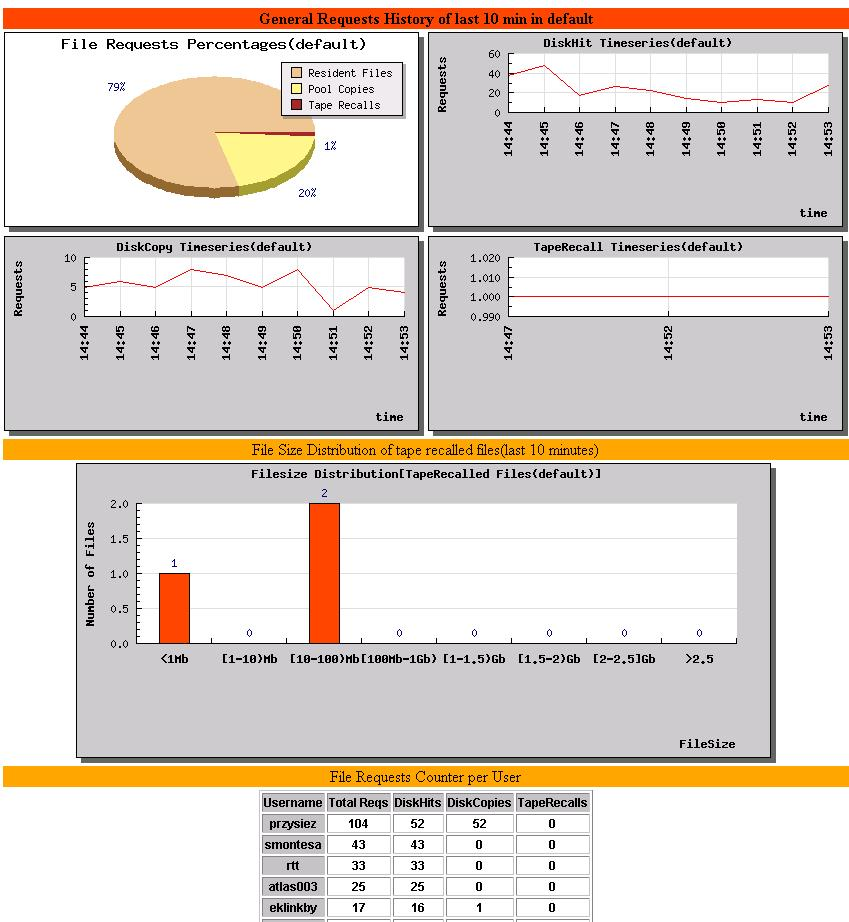 General Requests History of last 10 min in default
File Requests Percentages(default)
Resident Files
Pool Copies
Tape Recalls
79%
1%
20%
DiskHit Timeseries(default)
Requests
60
40
20
0
14:44 14:45 14:46 14:47 14:48 14:49 14:50 14:51 14:52 14:53
time
DiskCopy Timeseries(default)
Requests
10
5
0
14:44 14:45 14:46 14:47 14:48 14:49 14:50 14:51 14:52 14:53
time
TapeRecall Timeseries(default)
Requests
1.020
1.010
1.000
0.990
14:47 14:52 14:53
time
File Size Distribution of tape recalled files(last 10 minutes)
Filesize Distribution[TapeRecalled Files(default)]
Number of Files
2.0
1.5
1.0
0.5
0.0
1 0 2 0 0 0 0 0
<1Mb [1-10)Mb [10-100)Mb [100Mb-1Gb) [1-1.5)Gb [1.5-2)Gb [2-2.5]Gb >2.5
FileSize
File Requests Counter per User
Username Total Reqs DiskHits DiskCopies TapeRecalls
przysiez 104 52 52 0
smontesa 43 43 0 0
rtt 33 33 0 0
atlas003 25 25 0 0
eklinkby 17 16 1 0